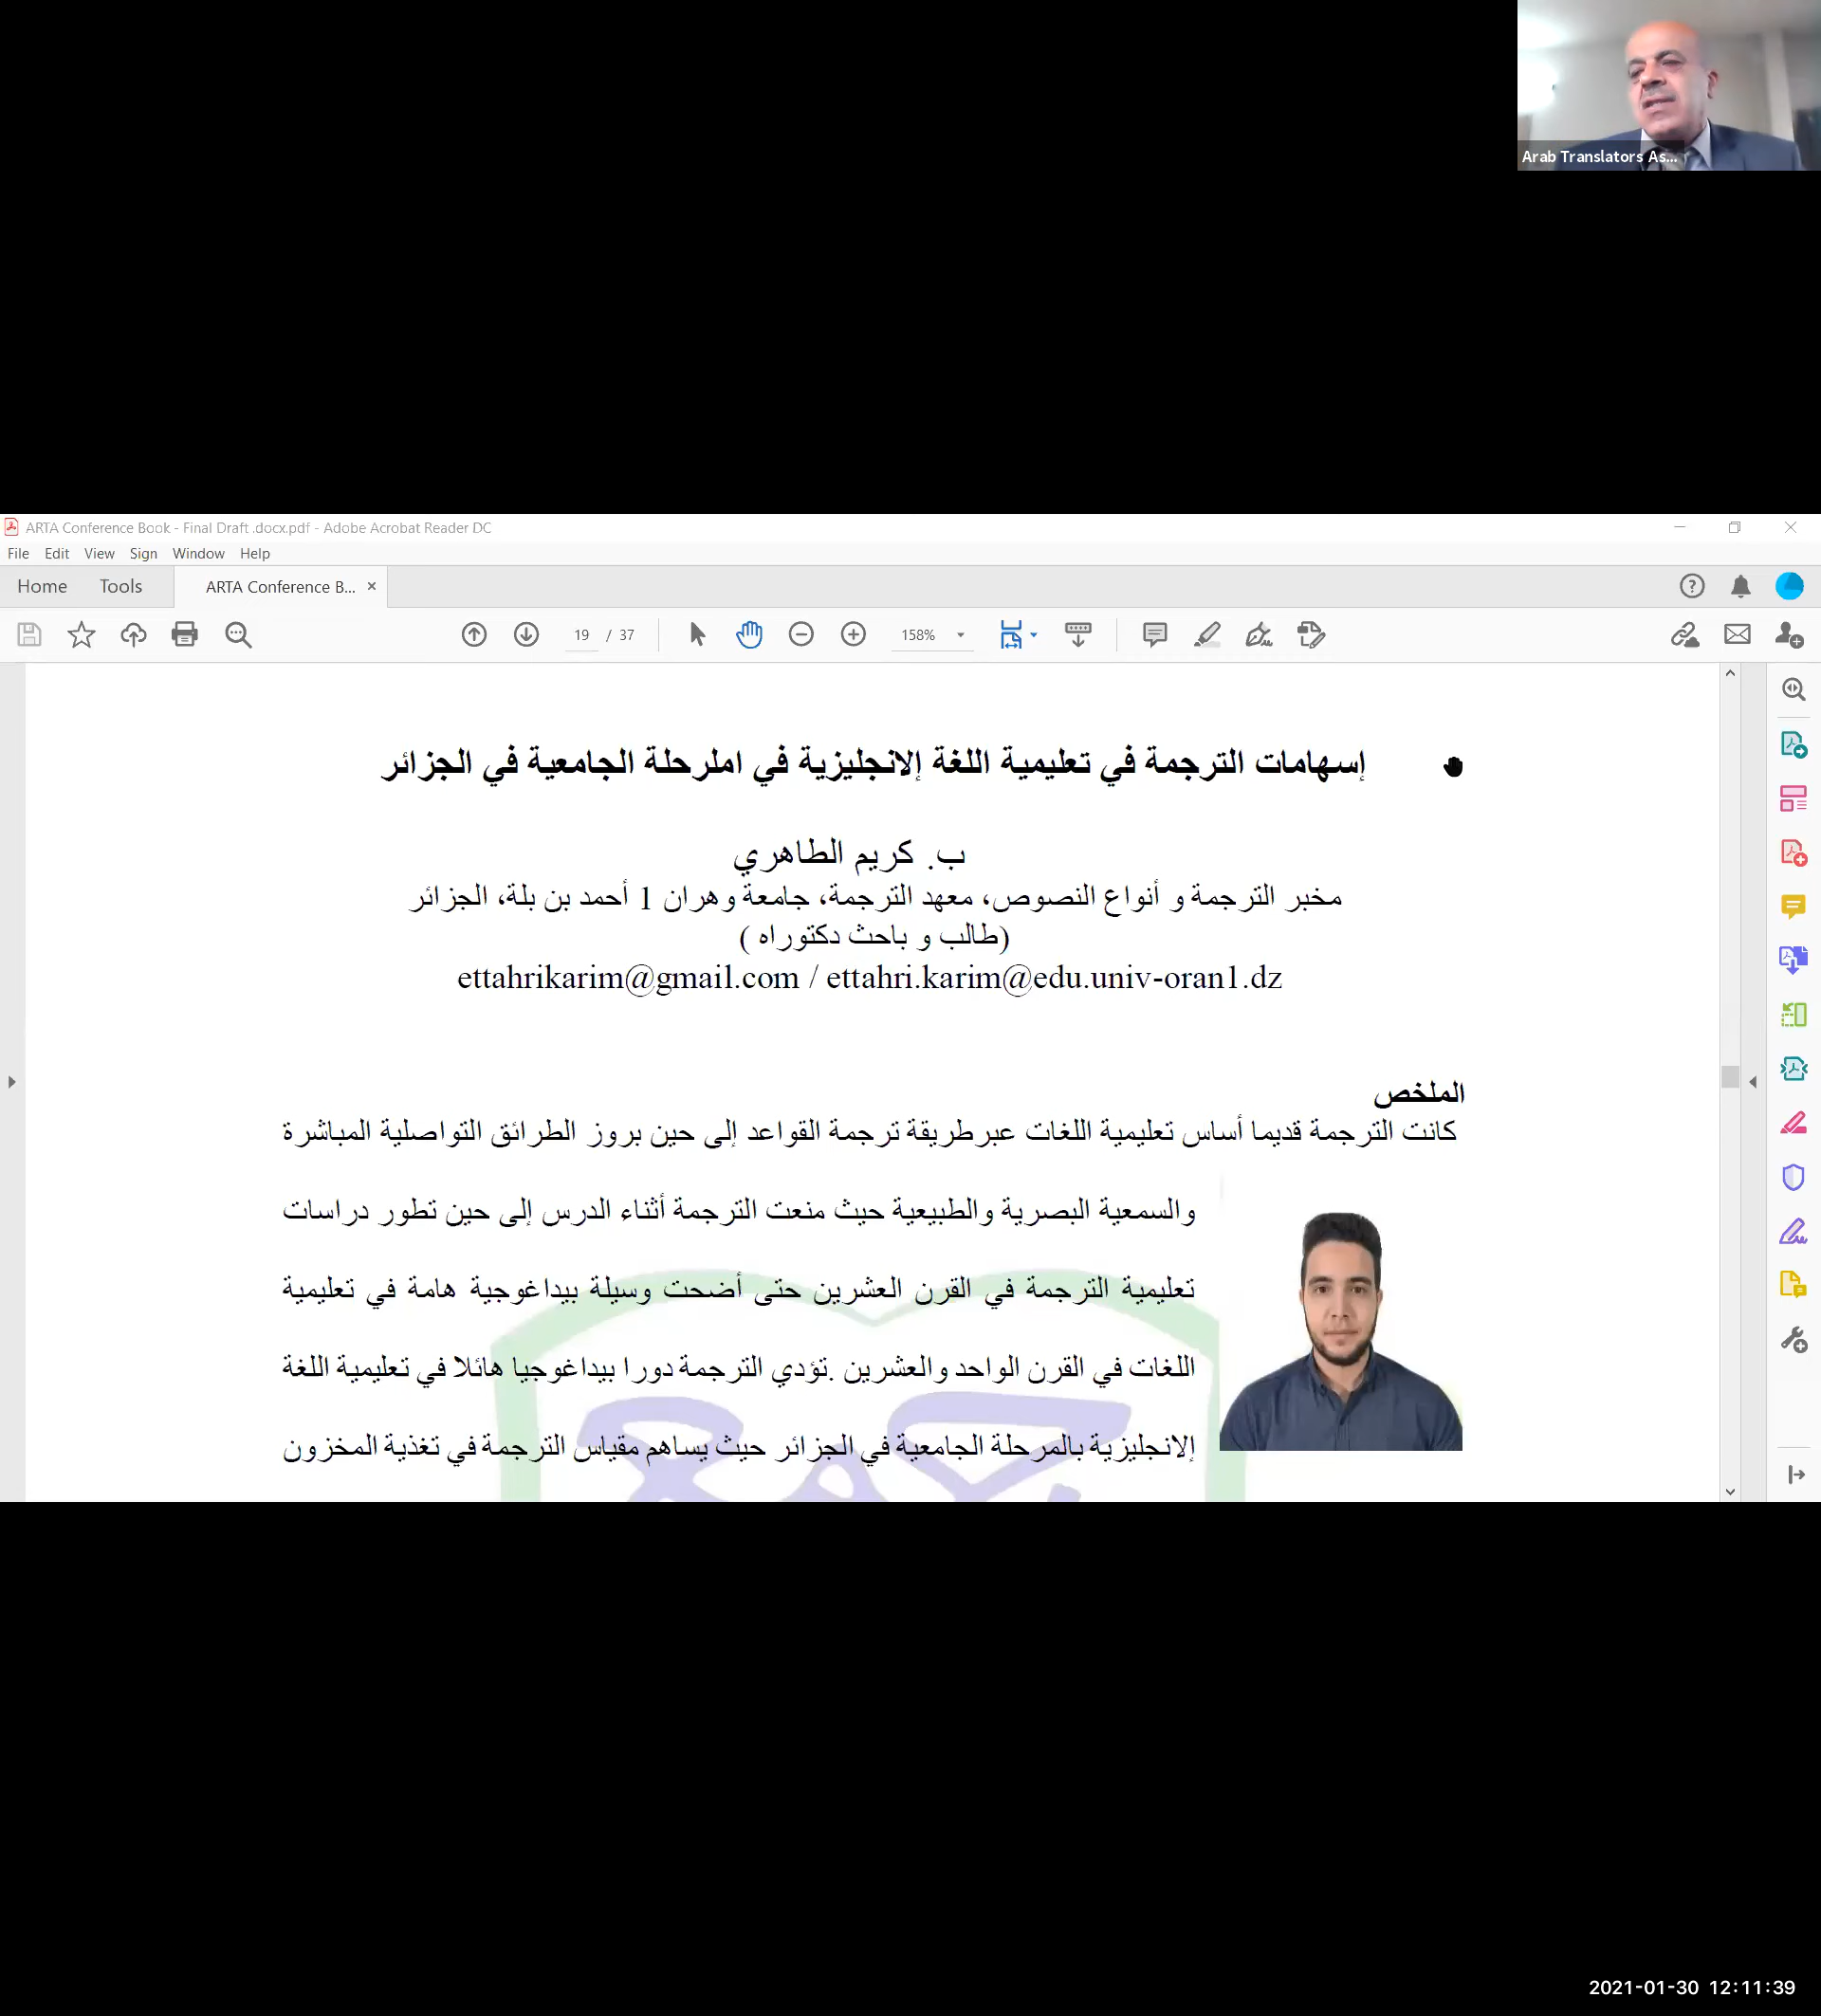 Arab Translators As...
ARTA Conference Book - Final Draft .docx.pdf - Adobe Acrobat Reader DC
File Edit View Sign Window Help
Home Tools ARTA Conference B... ×
19 / 37 158%
إسهامات الترجمة في تعليمية اللغة إلانجليزية في املرحلة الجامعية في الجزائر
ب. كريم الطاهري
مخبر الترجمة و أنواع النصوص، معهد الترجمة، جامعة وهران 1 أحمد بن بلة، الجزائر
(طالب و باحث دكتوراه )
ettahrikarim@gmail.com / ettahri.karim@edu.univ-oran1.dz
الملخص
كانت الترجمة قديما أساس تعليمية اللغات عبرطريقة ترجمة القواعد إلى حين بروز الطرائق التواصلية المباشرة
والسمعية البصرية والطبيعية حيث منعت الترجمة أثناء الدرس إلى حين تطور دراسات
تعليمية الترجمة في القرن العشرين حتى أضحت وسيلة بيداغوجية هامة في تعليمية
اللغات في القرن الواحد والعشرين .تؤدي الترجمة دورا بيداغوجيا هائلا في تعليمية اللغة
إلانجليزية بالمرحلة الجامعية في الجزائر حيث يساهم مقياس الترجمة في تغذية المخزون
2021-01-30 12:11:39